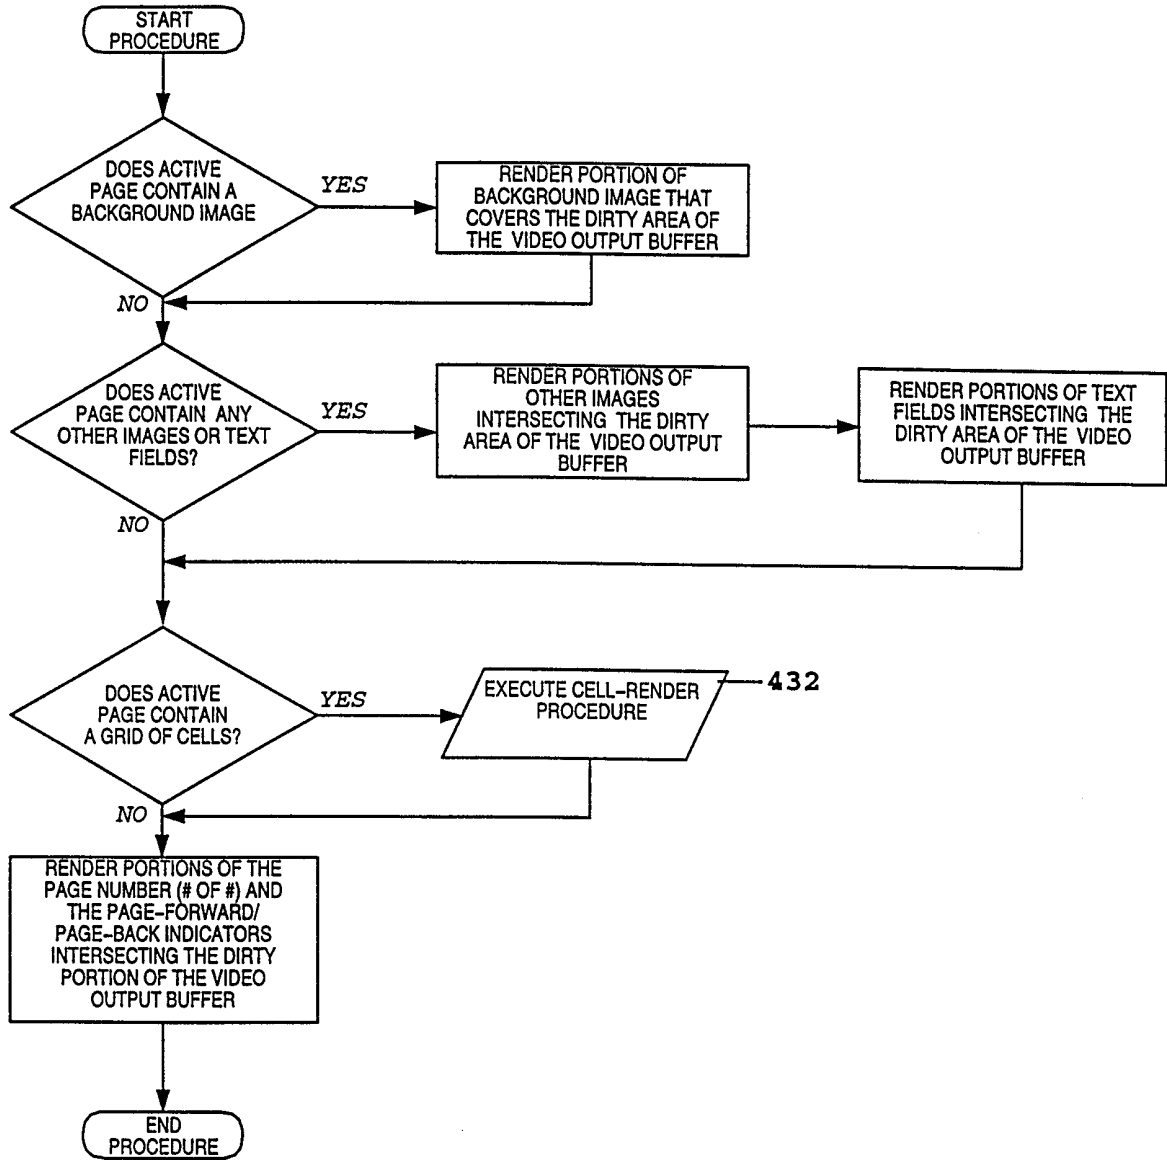 START
PROCEDURE
DOES ACTIVE
PAGE CONTAIN A
BACKGROUND IMAGE
YES
RENDER PORTION OF
BACKGROUND IMAGE THAT
COVERS THE DIRTY AREA OF
THE VIDEO OUTPUT BUFFER
NO
DOES ACTIVE
PAGE CONTAIN ANY
OTHER IMAGES OR TEXT
FIELDS?
YES
RENDER PORTIONS OF
OTHER IMAGES
INTERSECTING THE DIRTY
AREA OF THE VIDEO OUTPUT
BUFFER
RENDER PORTIONS OF TEXT
FIELDS INTERSECTING THE
DIRTY AREA OF THE VIDEO
OUTPUT BUFFER
NO
DOES ACTIVE
PAGE CONTAIN
A GRID OF CELLS?
YES
EXECUTE CELL-RENDER
PROCEDURE
432
NO
RENDER PORTIONS OF THE
PAGE NUMBER (# OF #) AND
THE PAGE-FORWARD/
PAGE-BACK INDICATORS
INTERSECTING THE DIRTY
PORTION OF THE VIDEO
OUTPUT BUFFER
END
PROCEDURE